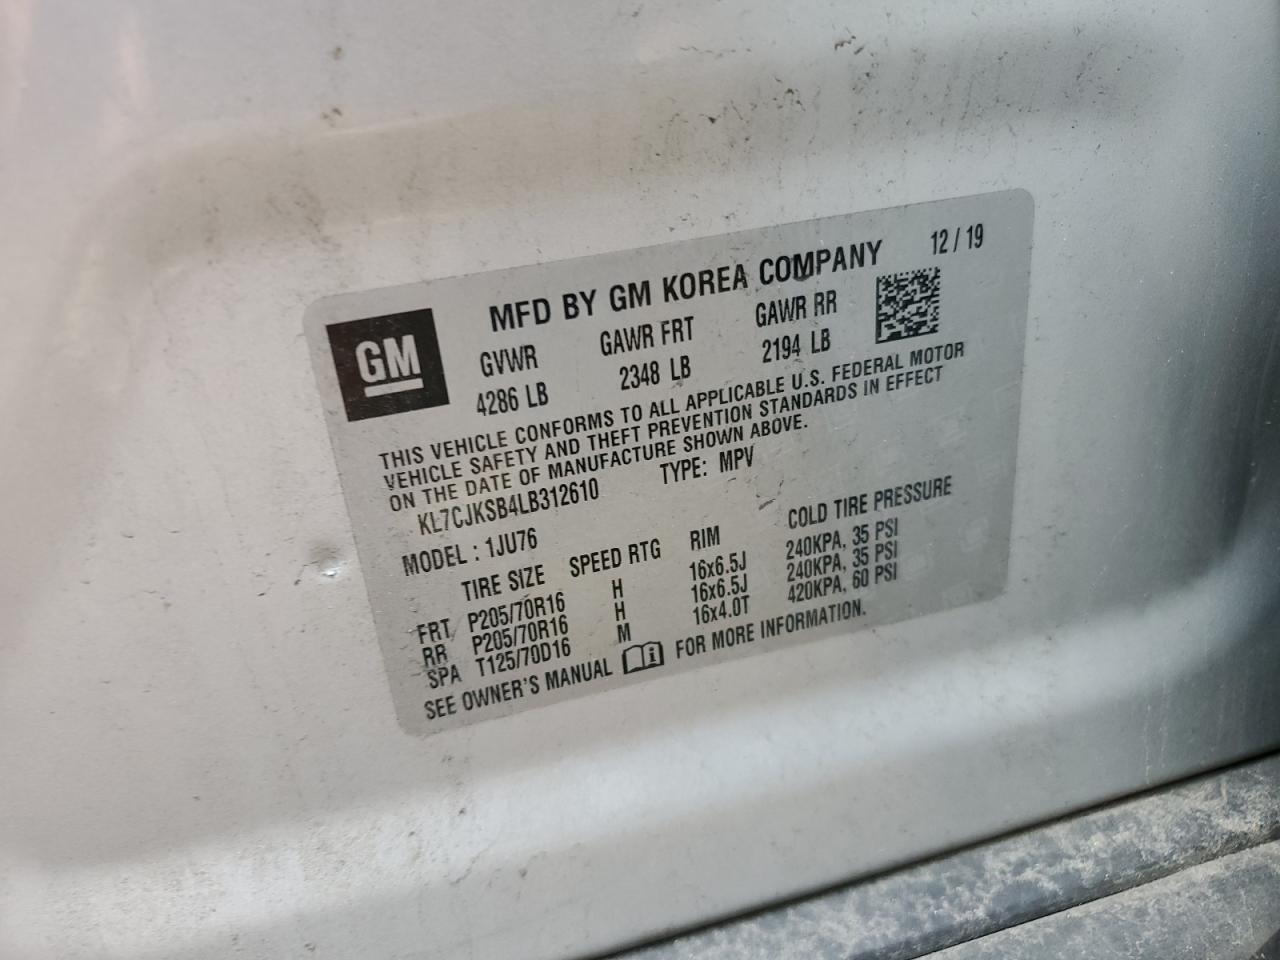 MFD BY GM KOREA COMPANY 12 / 19
GM
GVWR GAWR FRT GAWR RR
4286 LB 2348 LB 2194 LB
THIS VEHICLE CONFORMS TO ALL APPLICABLE U.S. FEDERAL MOTOR
VEHICLE SAFETY AND THEFT PREVENTION STANDARDS IN EFFECT
ON THE DATE OF MANUFACTURE SHOWN ABOVE.
KL7CJKSB4LB312610 TYPE: MPV
MODEL : 1JU76
TIRE SIZE SPEED RTG RIM COLD TIRE PRESSURE
FRT P205/70R16 H 16x6.5J 240KPA, 35 PSI
RR P205/70R16 H 16x6.5J 240KPA, 35 PSI
SPA T125/70D16 M 16x4.0T 420KPA, 60 PSI
SEE OWNER'S MANUAL FOR MORE INFORMATION.